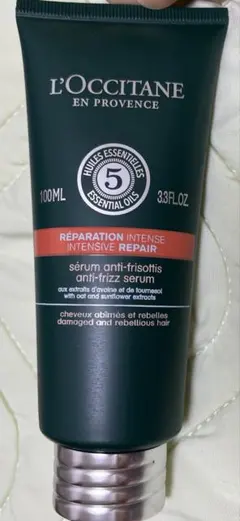 L'OCCITANE
EN PROVENCE
HUILES ESSENTIELLES
5
ESSENTIAL OILS
100ML
3.3FL.OZ.
RÉPARATION INTENSE
INTENSIVE REPAIR
sérum anti-frisottis
anti-frizz serum
aux extraits d'avoine et de tournesol
with oat and sunflower extracts
cheveux abîmés et rebelles
damaged and rebellious hair